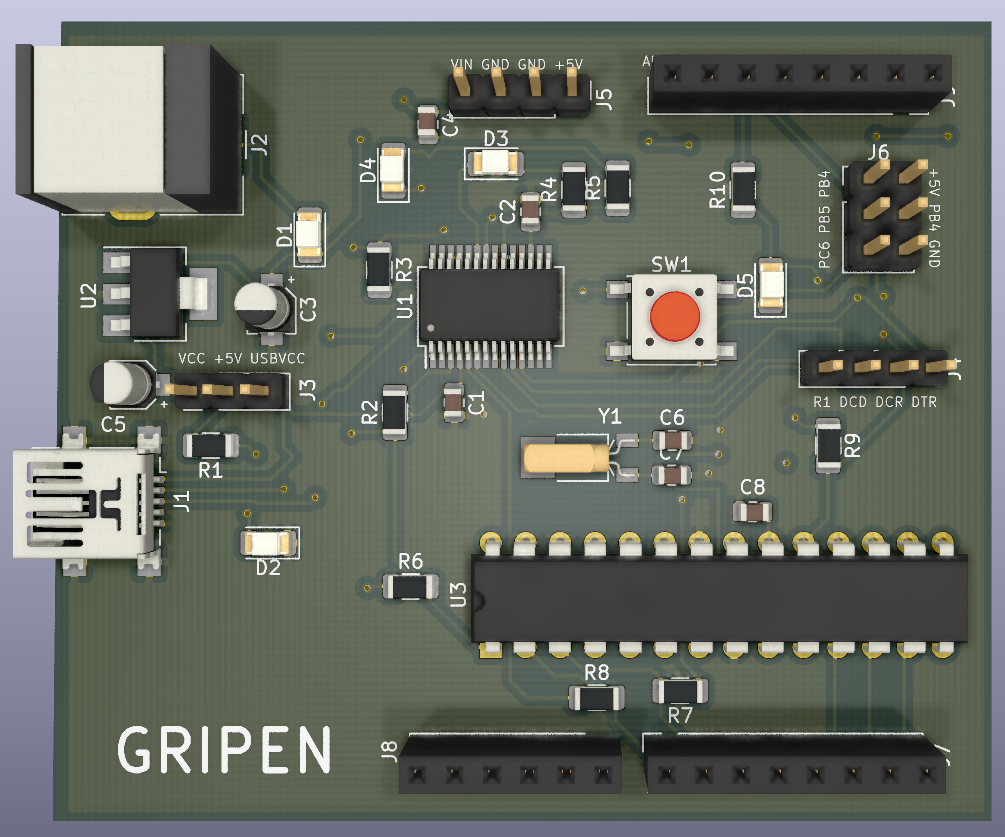 VIN GND GND +5V
J5
C4
J2
D3
D4
J6
R4
R5
R10
C2
+5V PB4 GND
PC6 PB5 PB4
D1
R3
SW1
D5
U2
C3
+
U1
VCC +5V USBVCC
J3
+
C5
R1 DCD DCR DTR
R2
C1
Y1
C6
C7
R9
R1
J1
C8
D2
R6
U3
R8
R7
GRIPEN
J8